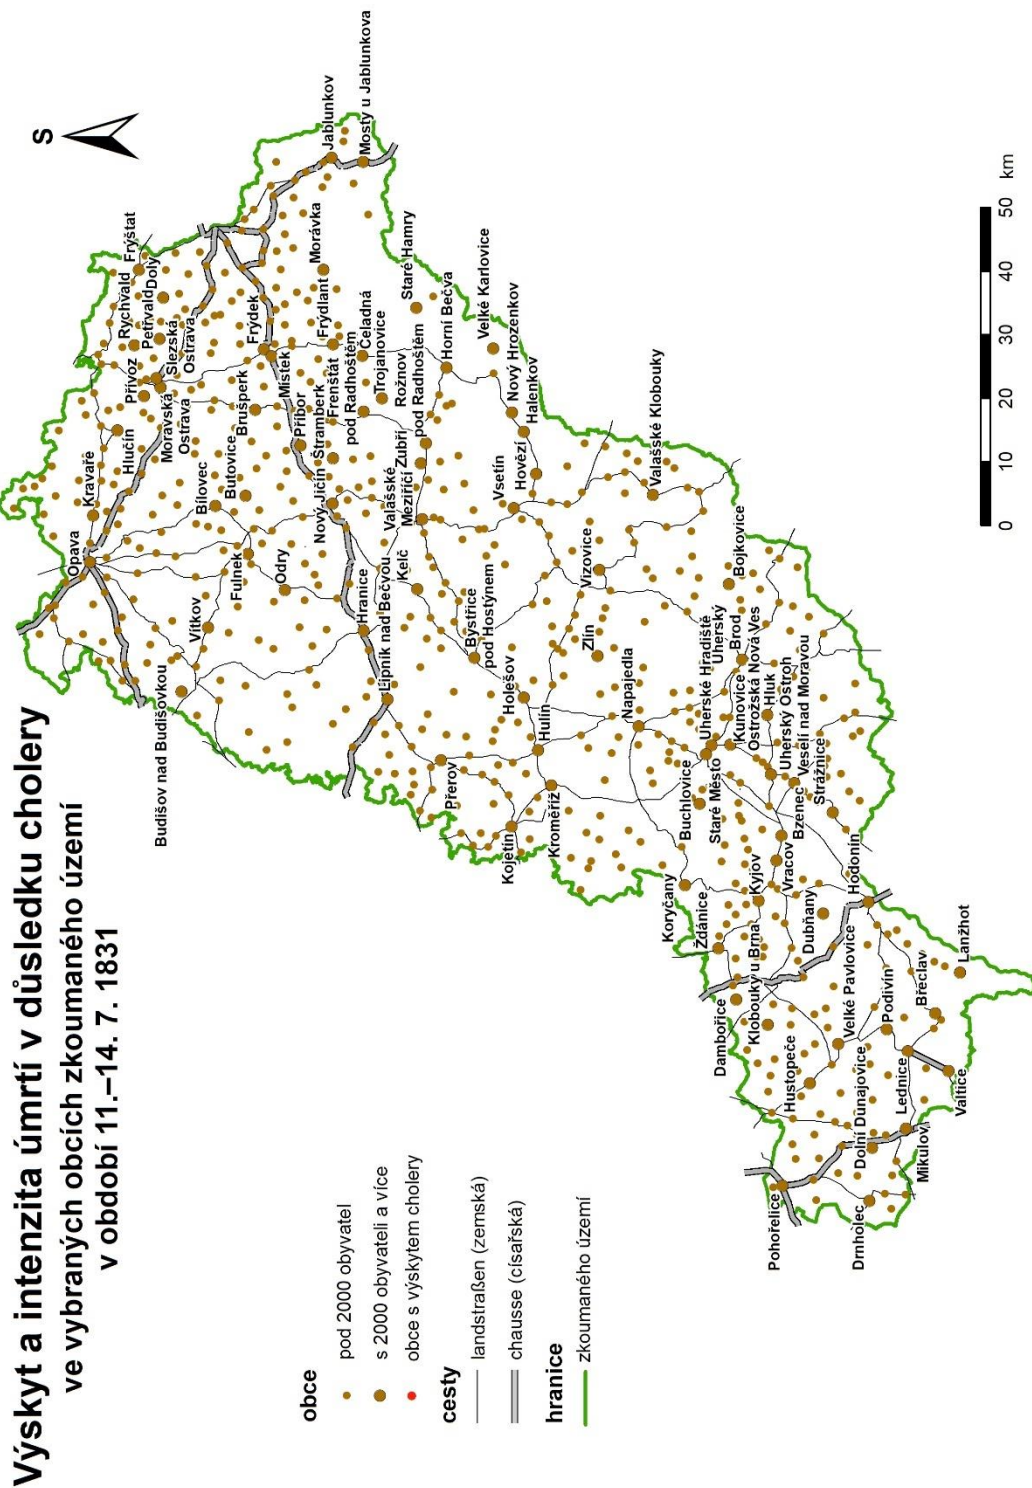 Výskyt a intenzita úmrtí v důsledku cholery
ve vybraných obcích zkoumaného území
v období 11.–14. 7. 1831
obce
pod 2000 obyvatel
s 2000 obyvateli a více
obce s výskytem cholery
cesty
landstraßen (zemská)
chausse (císařská)
hranice
zkoumaného území
S
0 10 20 30 40 50 km
Opava
Kravaře
Hlučín
Přívoz
Rychvald
Petřvald
Doly
Fryštat
Slezská
Ostrava
Moravská
Ostrava
Budišov nad Budišovkou
Vítkov
Bílovec
Butovice
Fulnek
Odry
Brušperk
Frýdek
Místek
Příbor
Štramberk
Nový Jičín
Frenštát
pod Radhoštěm
Frýdlant
Morávka
Jablunkov
Mosty u Jablunkova
Čeladná
Trojanovice
Staré Hamry
Hranice
Lipník nad Bečvou
Kelč
Valašské
Meziříčí
Zubří
Rožnov
pod Radhoštěm
Horní Bečva
Velké Karlovice
Nový Hrozenkov
Halenkov
Hovězí
Vsetín
Bystřice
pod Hostýnem
Holešov
Hulín
Přerov
Kojetín
Kroměříž
Vizovice
Zlín
Napajedla
Valašské Klobouky
Bojkovice
Uherské Hradiště
Uherský
Brod
Kunovice
Ostrožská Nová Ves
Hluk
Uherský Ostroh
Veselí nad Moravou
Strážnice
Buchlovice
Staré Město
Bzenec
Vracov
Kyjov
Koryčany
Ždánice
Dubňany
Hodonín
Dambořice
Klobouky u Brna
Hustopeče
Velké Pavlovice
Podivín
Břeclav
Lanžhot
Lednice
Valtice
Mikulov
Dolní Dunajovice
Drnholec
Pohořelice